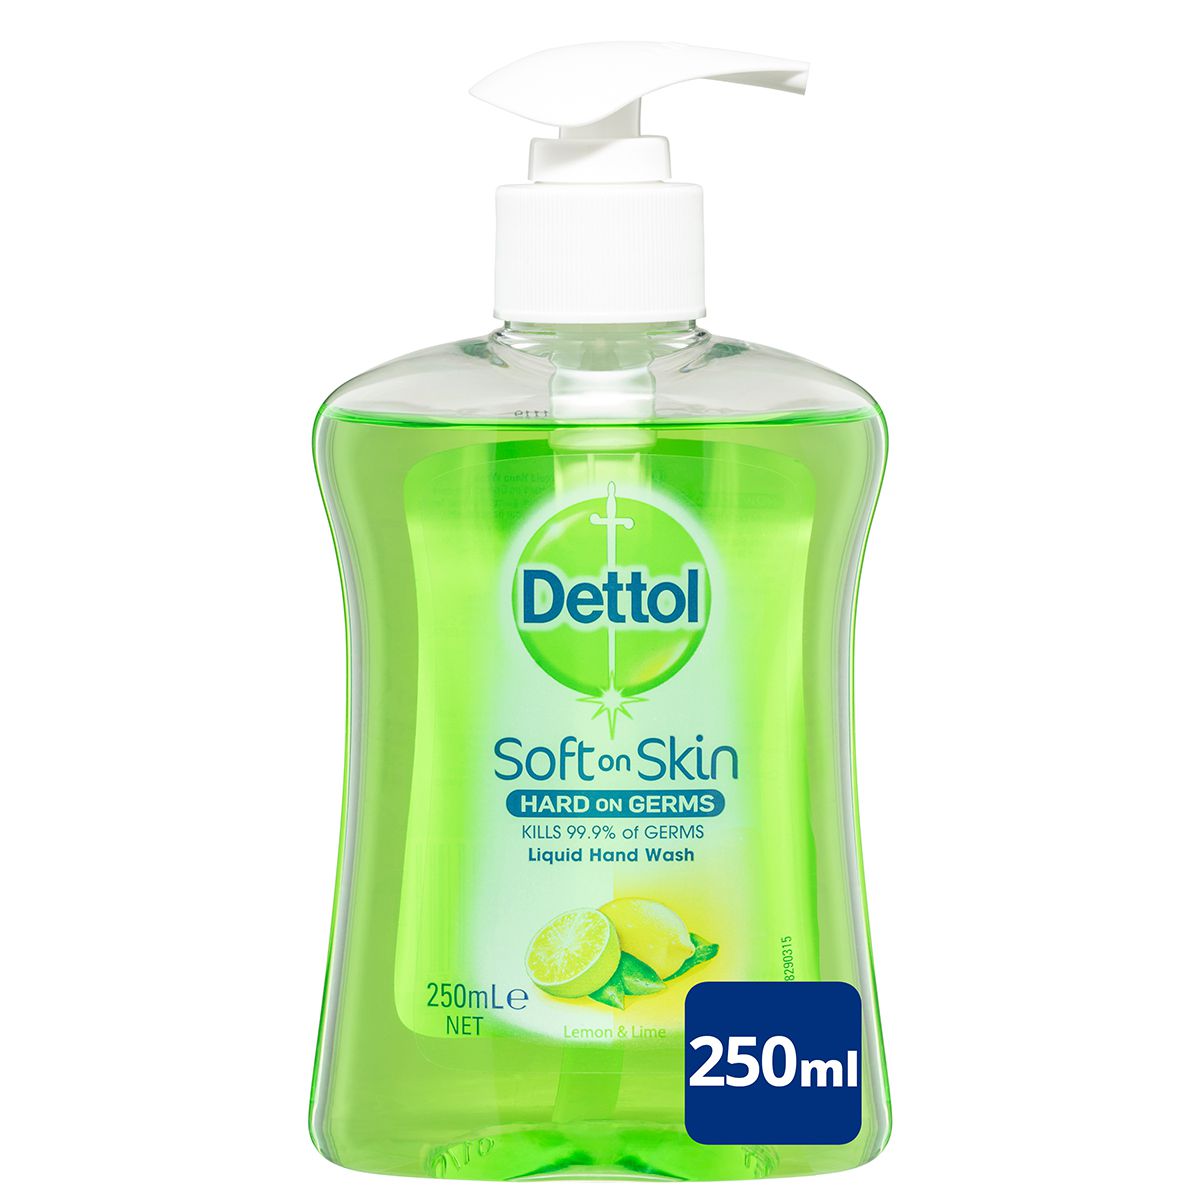 Dettol
Soft on Skin
HARD ON GERMS
KILLS 99.9% of GERMS
Liquid Hand Wash
250mL e
NET
Lemon & Lime
8290315
250ml